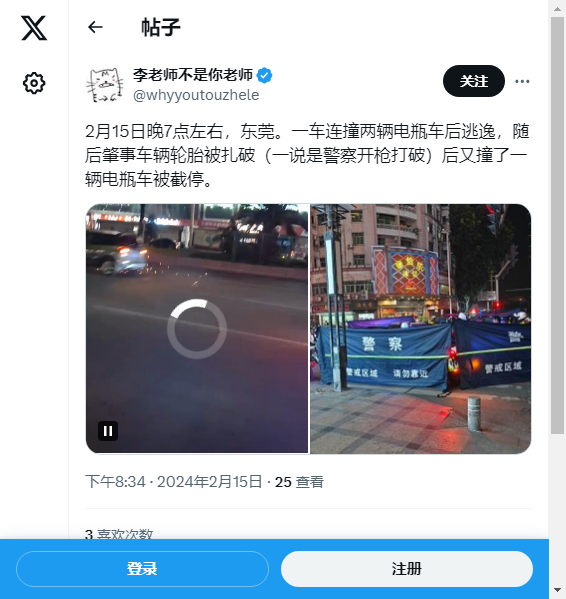 帖子
李老师不是你老师
@whyyoutouzhele
关注
2月15日晚7点左右，东莞。一车连撞两辆电瓶车后逃逸，随
后肇事车辆轮胎被扎破（一说是警察开枪打破）后又撞了一
辆电瓶车被截停。
警察
警戒区域 请勿靠近
警
警戒区域
下午8:34 · 2024年2月15日 · 25 查看
3 喜欢次数
登录
注册